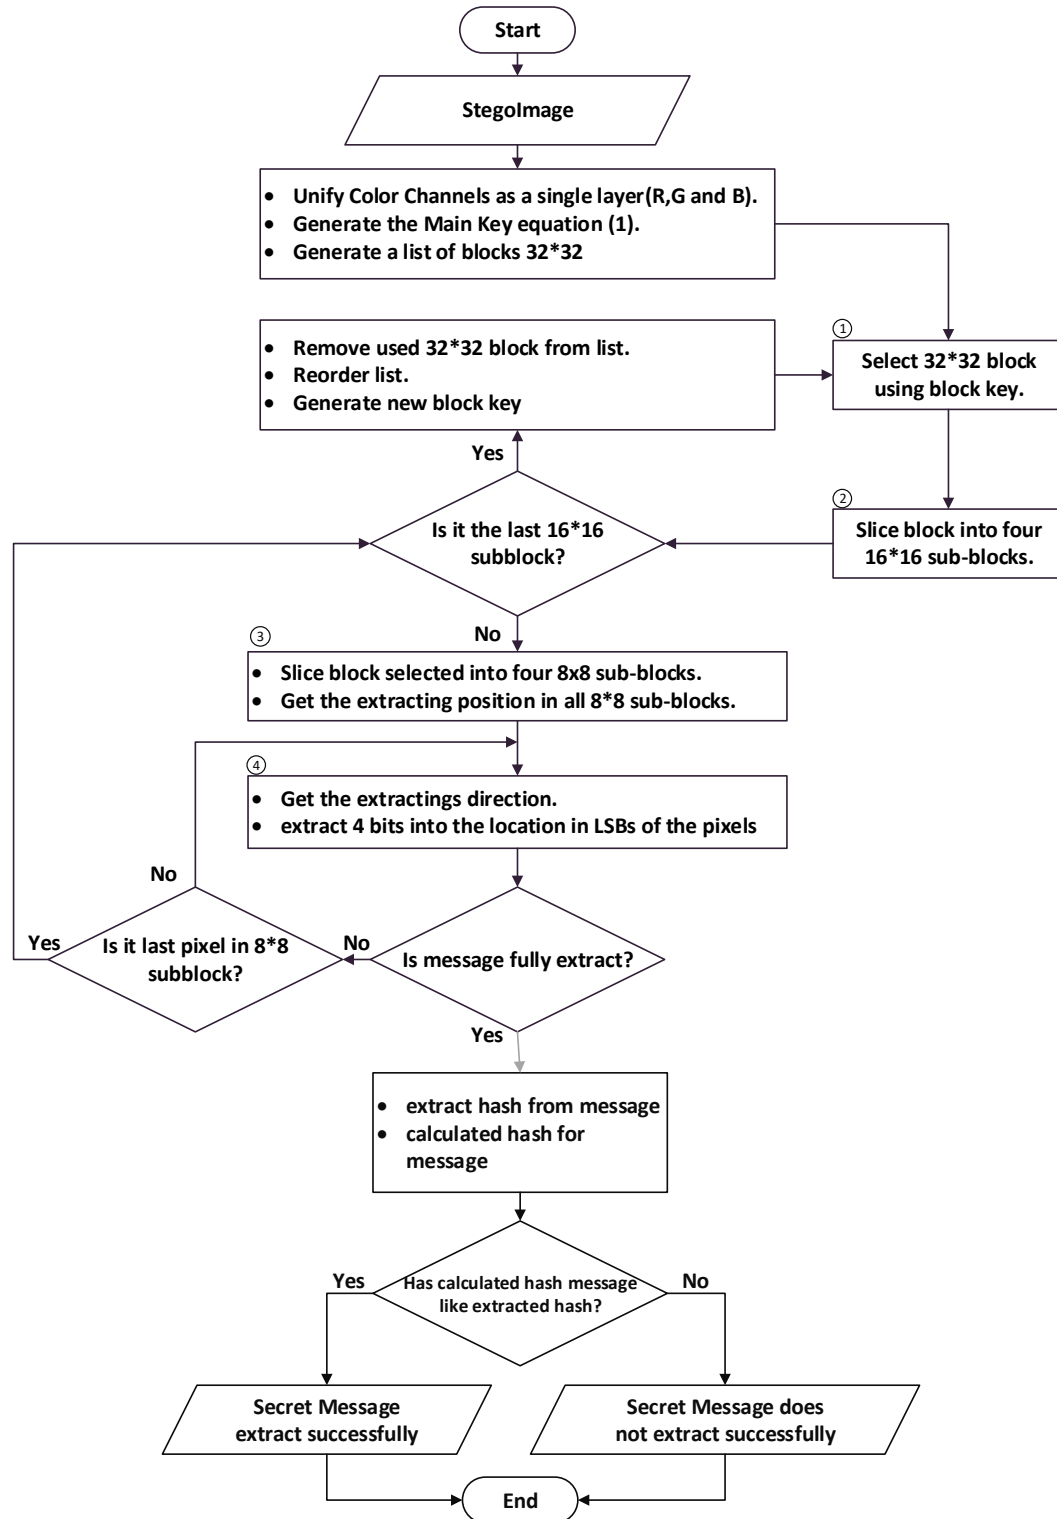 Start
StegoImage
• Unify Color Channels as a single layer(R,G and B).
• Generate the Main Key equation (1).
• Generate a list of blocks 32*32
• Remove used 32*32 block from list.
• Reorder list.
• Generate new block key
1
Select 32*32 block
using block key.
Yes
2
Slice block into four
16*16 sub-blocks.
Is it the last 16*16
subblock?
No
3
• Slice block selected into four 8x8 sub-blocks.
• Get the extracting position in all 8*8 sub-blocks.
4
• Get the extractings direction.
• extract 4 bits into the location in LSBs of the pixels
No
Yes
Is it last pixel in 8*8
subblock?
No
Is message fully extract?
Yes
• extract hash from message
• calculated hash for
message
Yes
Has calculated hash message
like extracted hash?
No
Secret Message
extract successfully
Secret Message does
not extract successfully
End